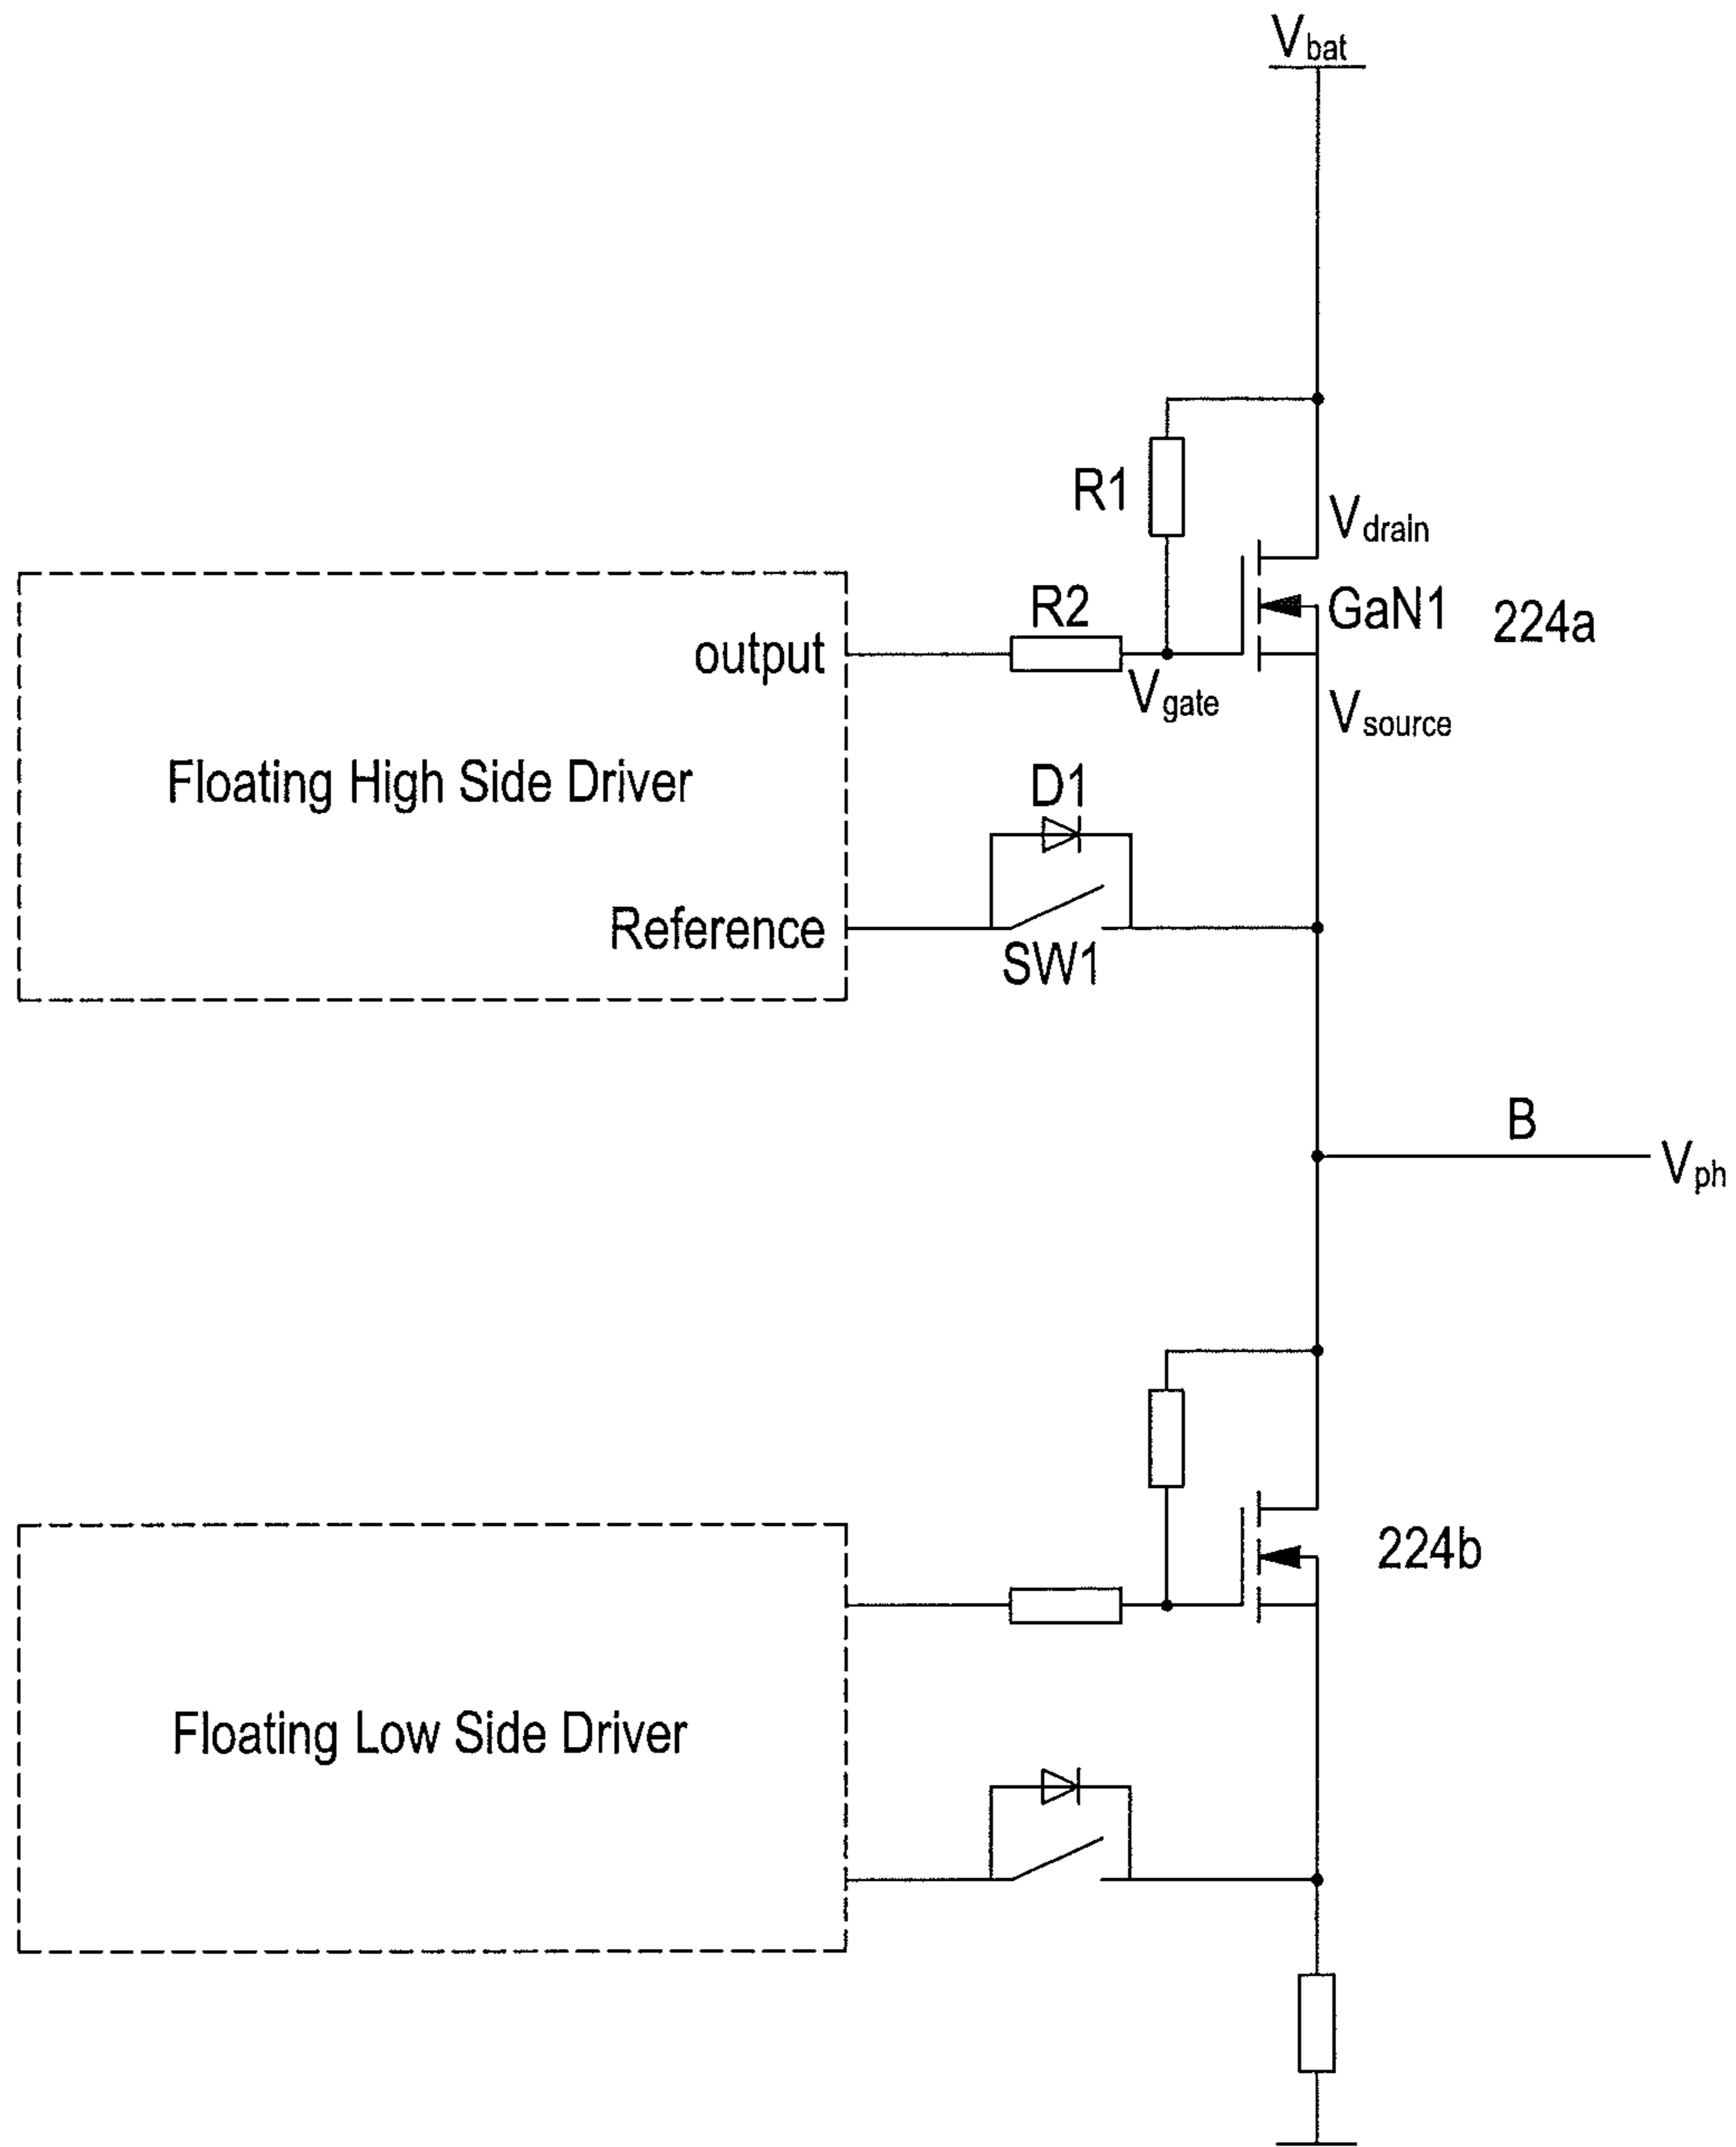 Vbat
R1
Vdrain
R2
GaN1
224a
output
Vgate
Vsource
Floating High Side Driver
D1
Reference
SW1
B
Vph
224b
Floating Low Side Driver